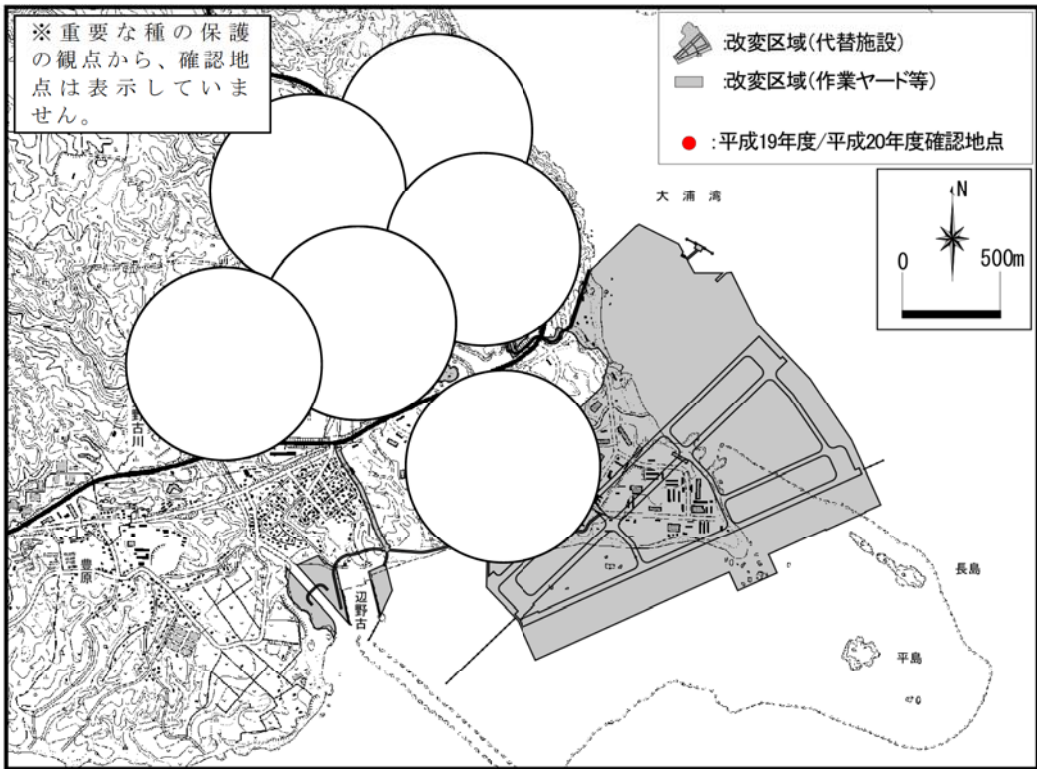 ※重要な種の保護
の観点から、確認地
点は表示していま
せん。
:改変区域(代替施設)
:改変区域(作業ヤード等)
:平成19年度/平成20年度確認地点
大浦湾
N
0 500m
野古川
豊原
辺野古
長島
平島